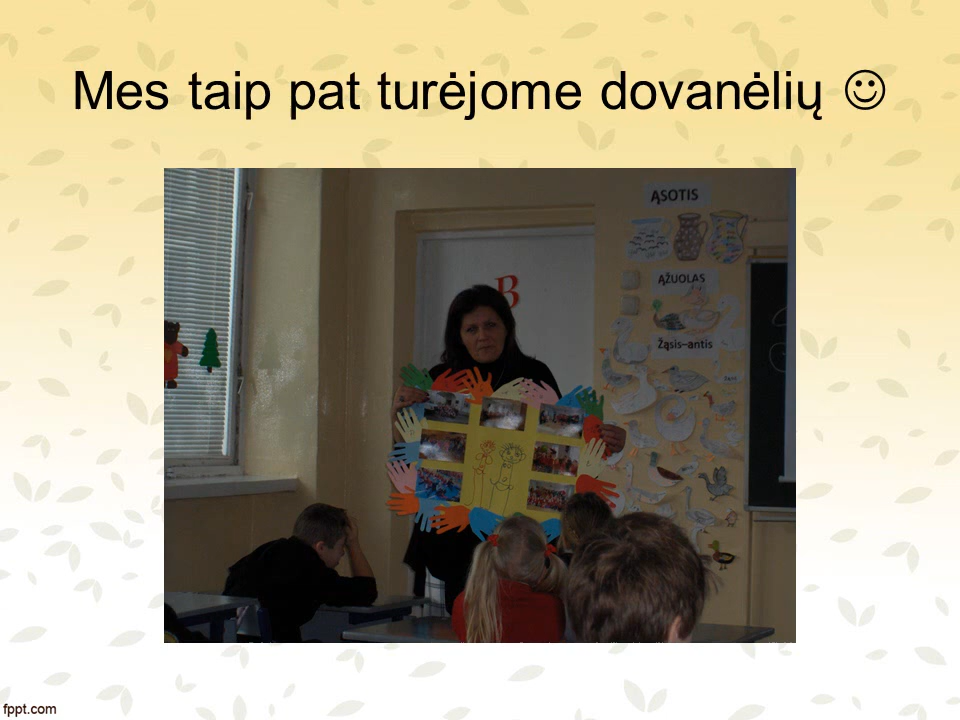 Mes taip pat turėjome dovanėlių ☺
ĄSOTIS
B
ĄŽUOLAS
Žąsis–antis
fppt.com